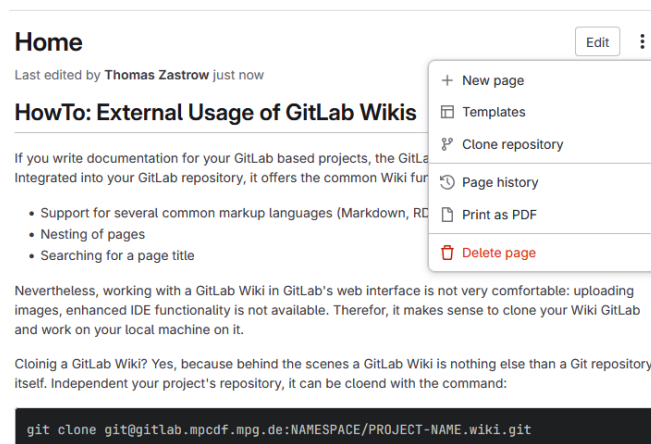 Home
Edit
Last edited by Thomas Zastrow just now
New page
HowTo: External Usage of GitLab Wikis
Templates
Clone repository
If you write documentation for your GitLab based projects, the
Integrated into your GitLab repository, it offers the common Wiki
Page history
Support for several common markup languages (Markdown,
Print as PDF
Nesting of pages
Searching for a page title
Delete page
Nevertheless, working with a GitLab Wiki in GitLab's web interface is not very comfortable: uploading
images, enhanced IDE functionality is not available. Therefor, it makes sense to clone your Wiki GitLab
and work on your local machine on it.
Cloinig a GitLab Wiki? Yes, because behind the scenes a GitLab Wiki is nothing else than a Git repository
itself. Independent your project's repository, it can be cloend with the command:
git clone git@gitlab.mpcdf.mpg.de:NAMESPACE/PROJECT-NAME.wiki.git